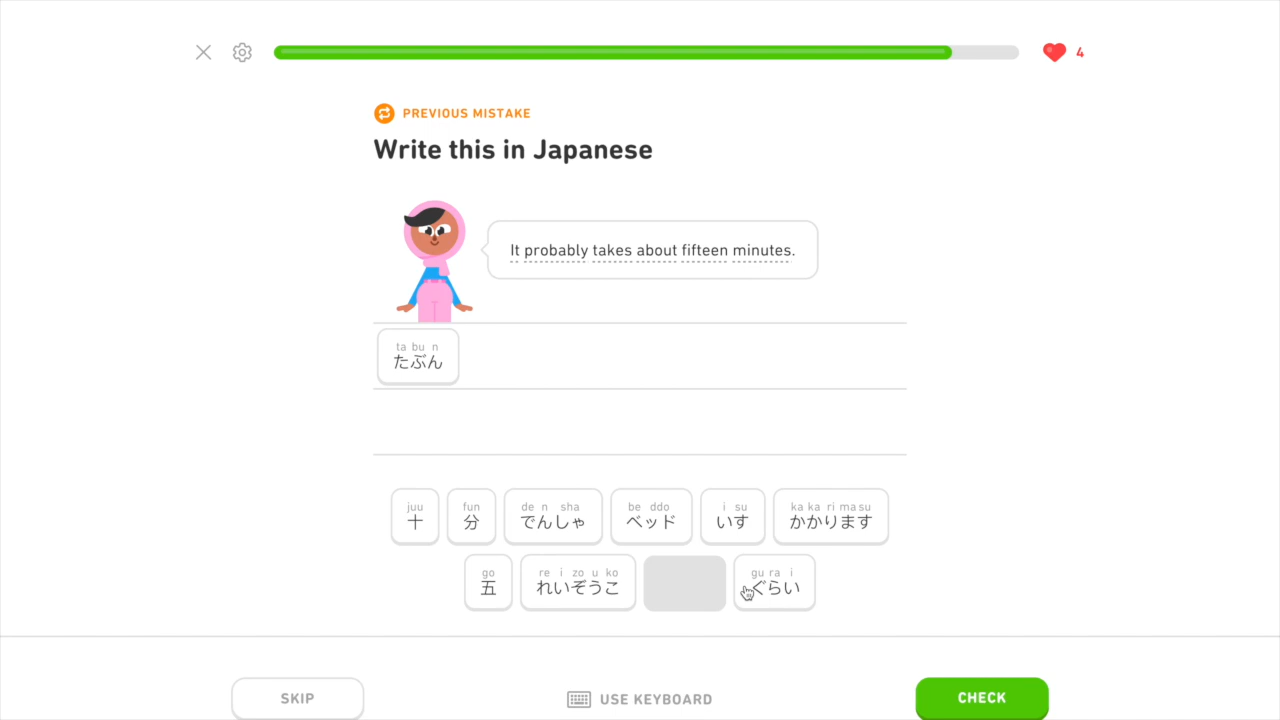 4
PREVIOUS MISTAKE
Write this in Japanese
It probably takes about fifteen minutes.
ta bu n
たぶん
juu fun de n sha be ddo i su ka ka ri ma su
十 分 でんしゃ ベッド いす かかります
go re i zo u ko gu ra i
五 れいぞうこ ぐらい
SKIP USE KEYBOARD CHECK